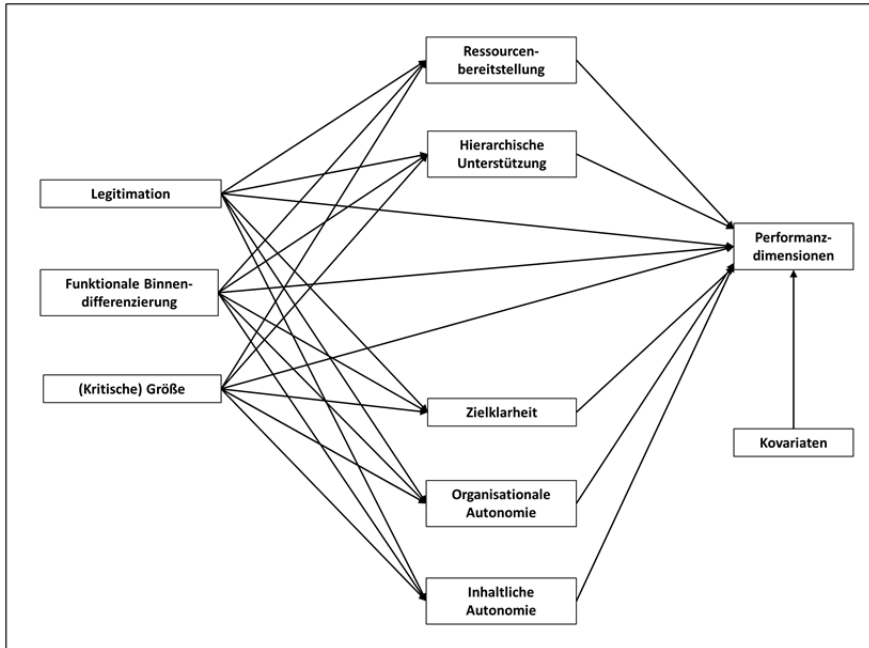 Ressourcen-
bereitstellung
Hierarchische
Unterstützung
Legitimation
Performanz-
dimensionen
Funktionale Binnen-
differenzierung
(Kritische) Größe
Zielklarheit
Kovariaten
Organisationale
Autonomie
Inhaltliche
Autonomie